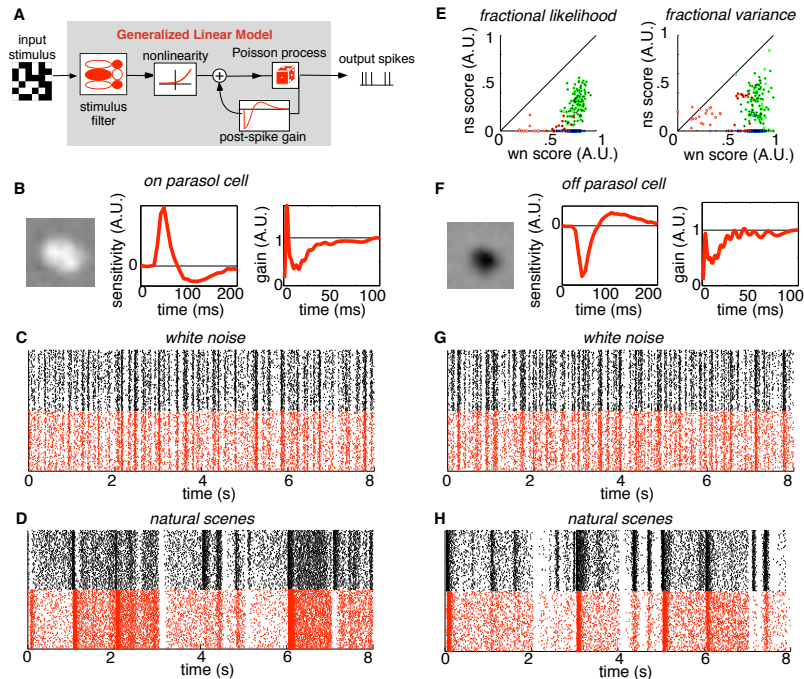 A
Generalized Linear Model
input
stimulus
nonlinearity
Poisson process
output spikes
stimulus
filter
post-spike gain
B
on parasol cell
sensitivity (A.U.)
0
0 100 200
time (ms)
gain (A.U.)
1
0 50 100
time (ms)
C
white noise
0 2 4 6 8
time (s)
D
natural scenes
0 2 4 6 8
time (s)
E
fractional likelihood
ns score (A.U.)
1
.5
0
0 .5 1
wn score (A.U.)
fractional variance
ns score (A.U.)
1
.5
0
0 .5 1
wn score (A.U.)
F
off parasol cell
sensitivity (A.U.)
0
0 100 200
time (ms)
gain (A.U.)
1
0 50 100
time (ms)
G
white noise
0 2 4 6 8
time (s)
H
natural scenes
0 2 4 6 8
time (s)